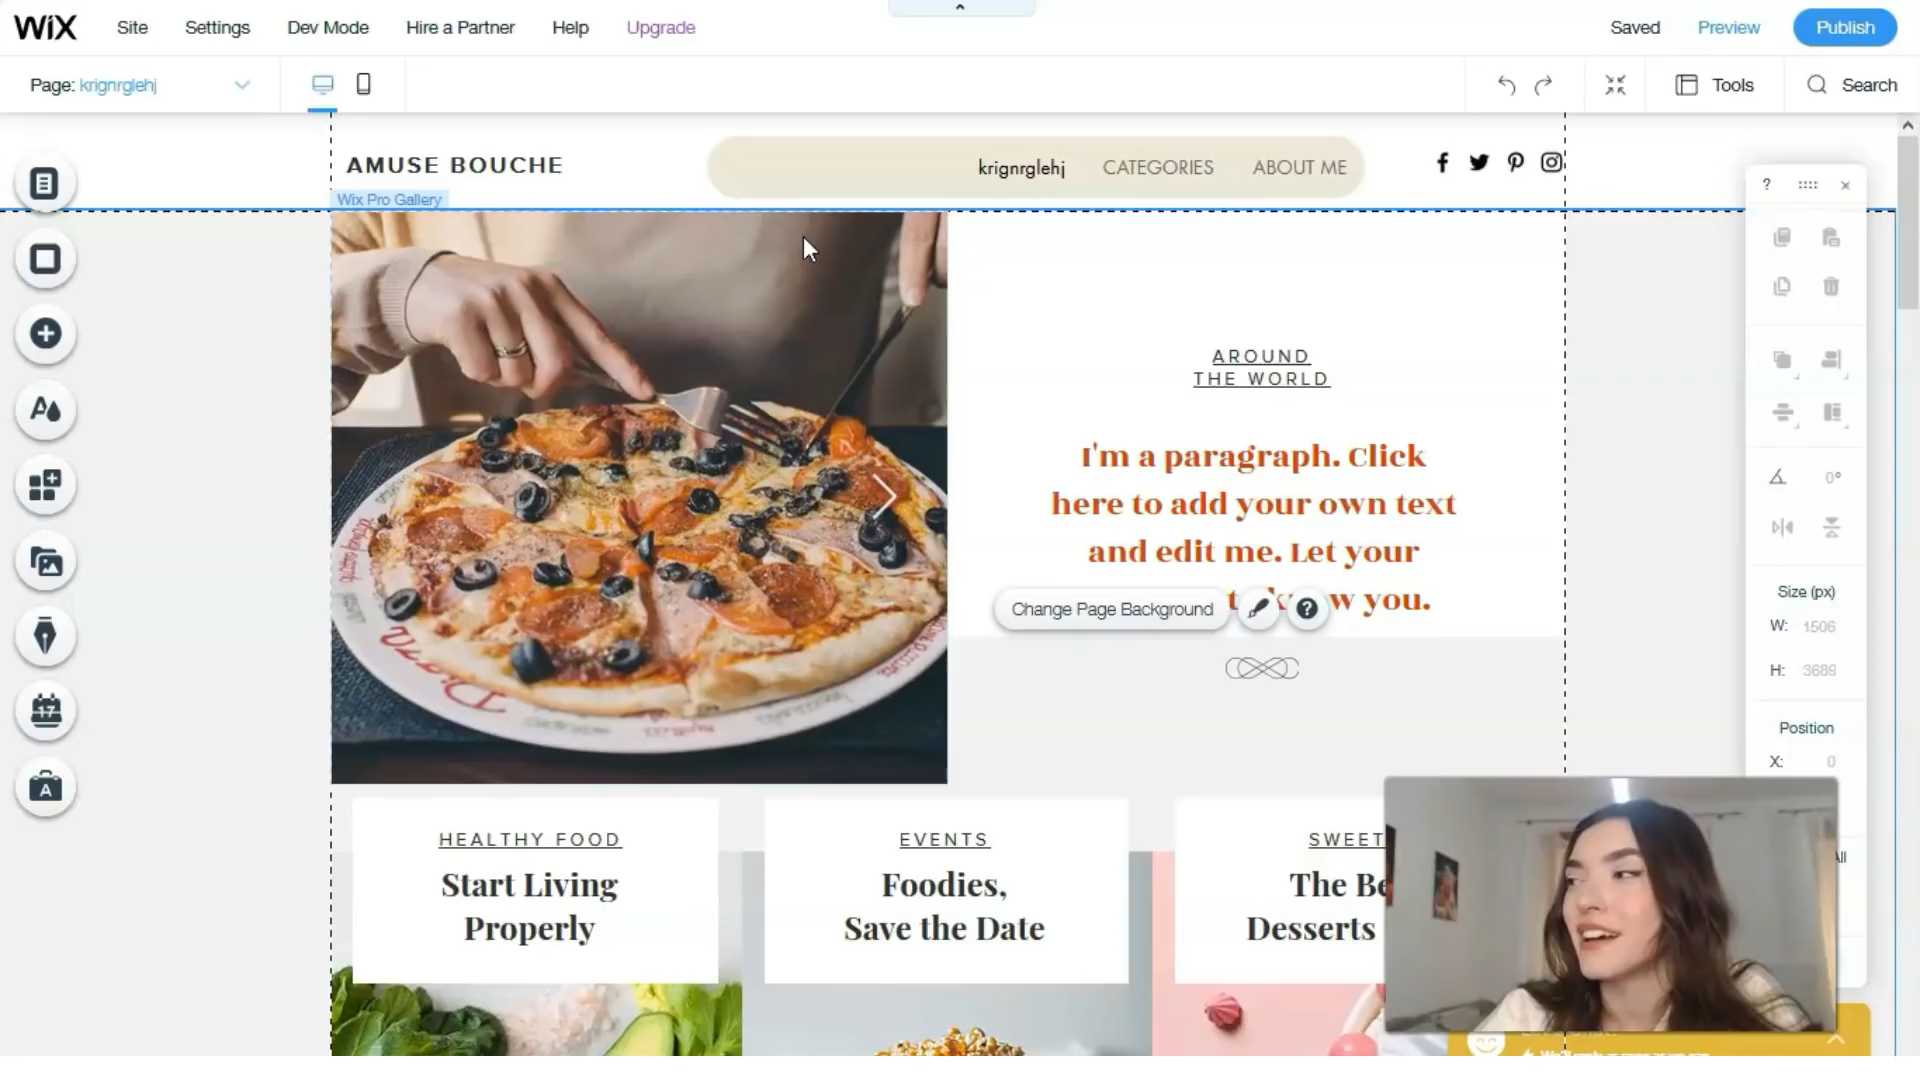 WiX Site Settings Dev Mode Hire a Partner Help Upgrade Saved Preview Publish
Page: krignrglehj Tools Search
AMUSE BOUCHE krignrglehj CATEGORIES ABOUT ME
Wix Pro Gallery
AROUND
THE WORLD
I'm a paragraph. Click
here to add your own text
and edit me. Let your
w you.
Change Page Background
Size (px)
W: 1506
H: 3689
Position
X: 0
0°
17
HEALTHY FOOD
Start Living
Properly
EVENTS
Foodies,
Save the Date
SWEET
The Be
Desserts
All